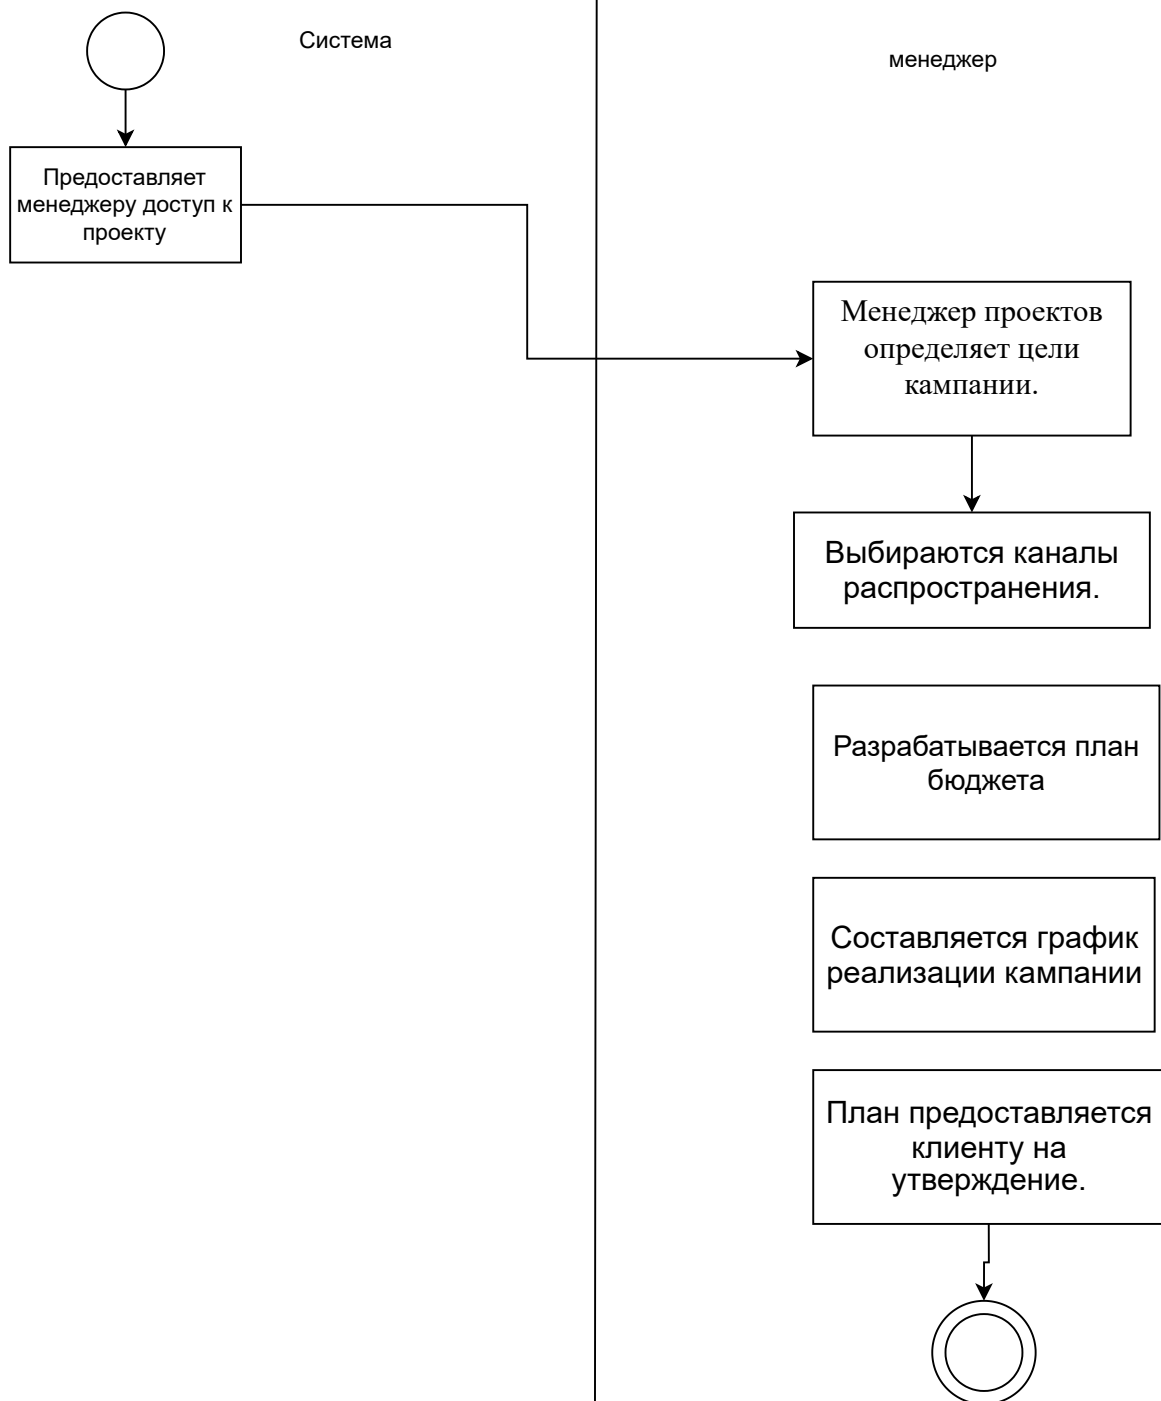 Система
менеджер
Предоставляет
менеджеру доступ к
проекту
Менеджер проектов
определяет цели
кампании.
Выбираются каналы
распространения.
Разрабатывается план
бюджета
Составляется график
реализации кампании
План предоставляется
клиенту на
утверждение.